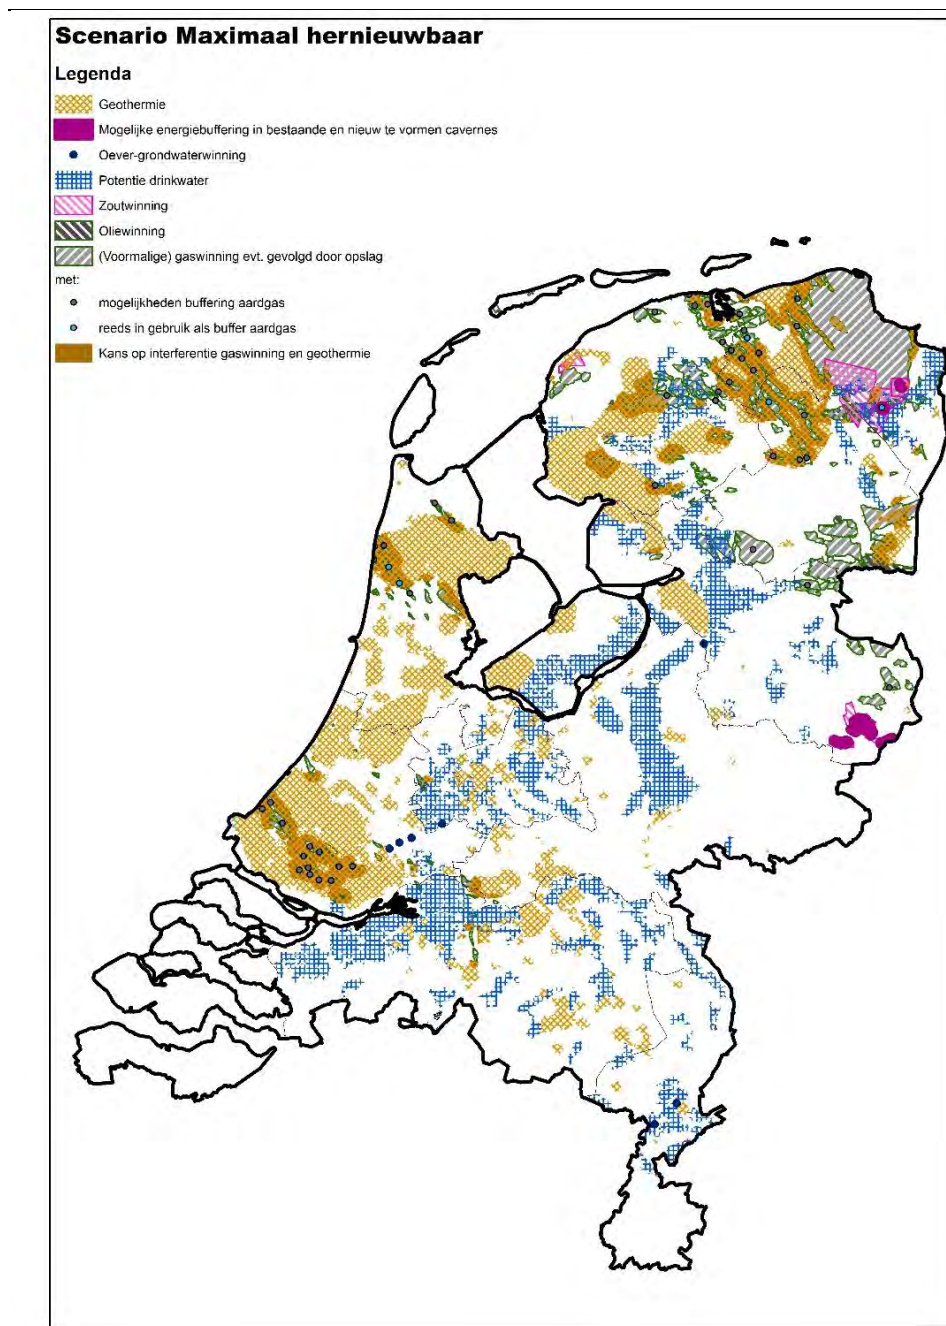 Scenario Maximaal hernieuwbaar
Legenda
Geothermie
Mogelijke energiebuffering in bestaande en nieuw te vormen cavernes
Oever-grondwaterwinning
Potentie drinkwater
Zoutwinning
Oliewinning
(Voormalige) gaswinning evt. gevolgd door opslag
met:
mogelijkheden buffering aardgas
reeds in gebruik als buffer aardgas
Kans op interferentie gaswinning en geothermie